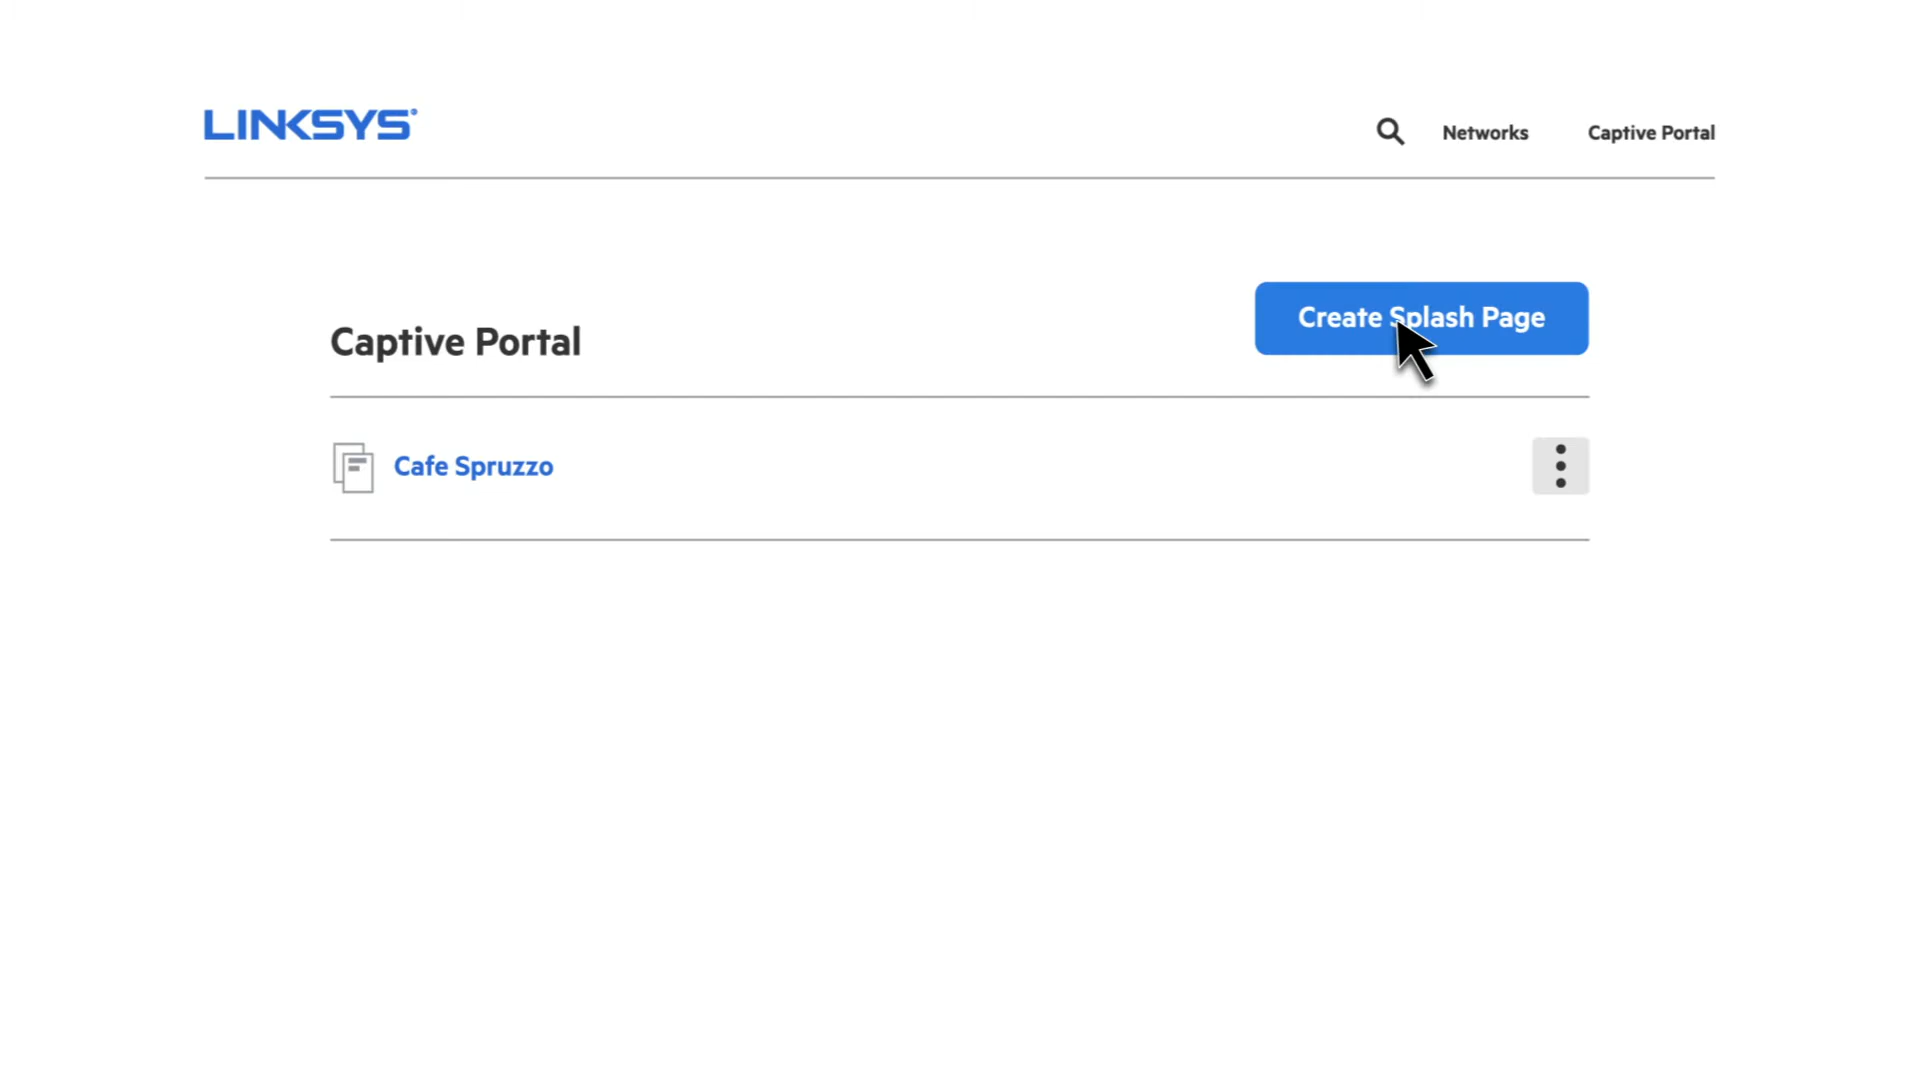 LINKSYS
Networks
Captive Portal
Create Splash Page
Captive Portal
Cafe Spruzzo